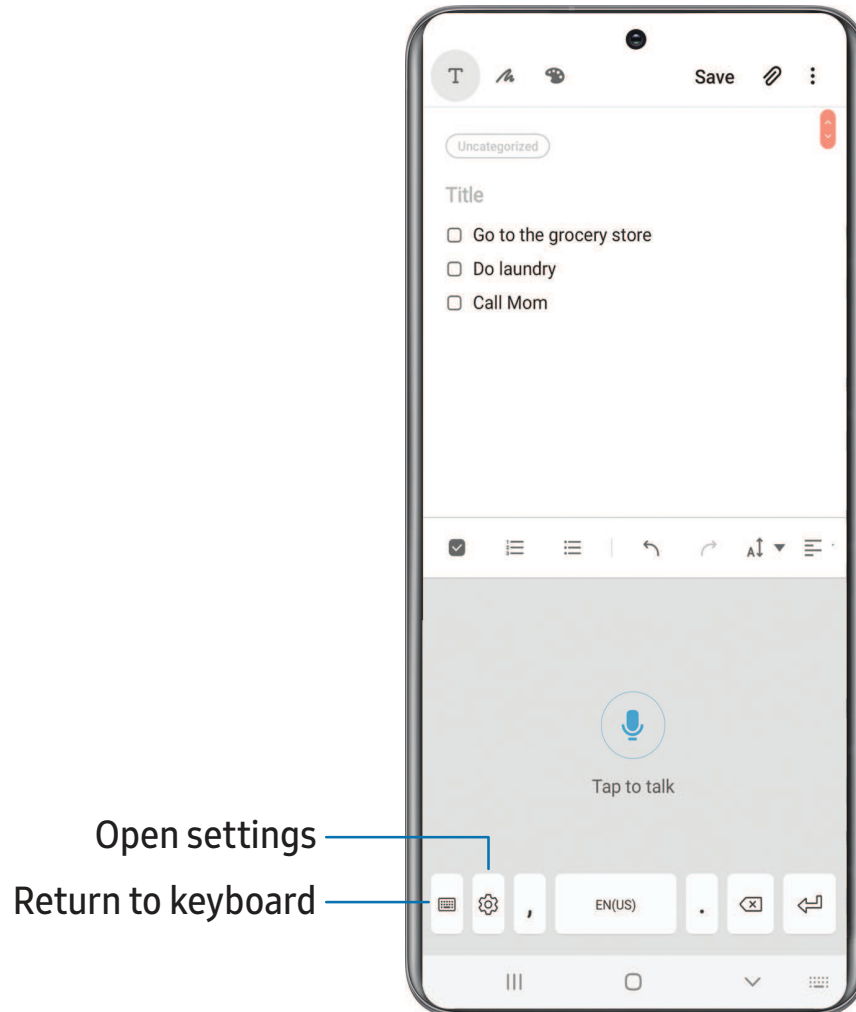 T
Save
Uncategorized
Title
Go to the grocery store
Do laundry
Call Mom
A
Tap to talk
Open settings
Return to keyboard
,
EN(US)
.